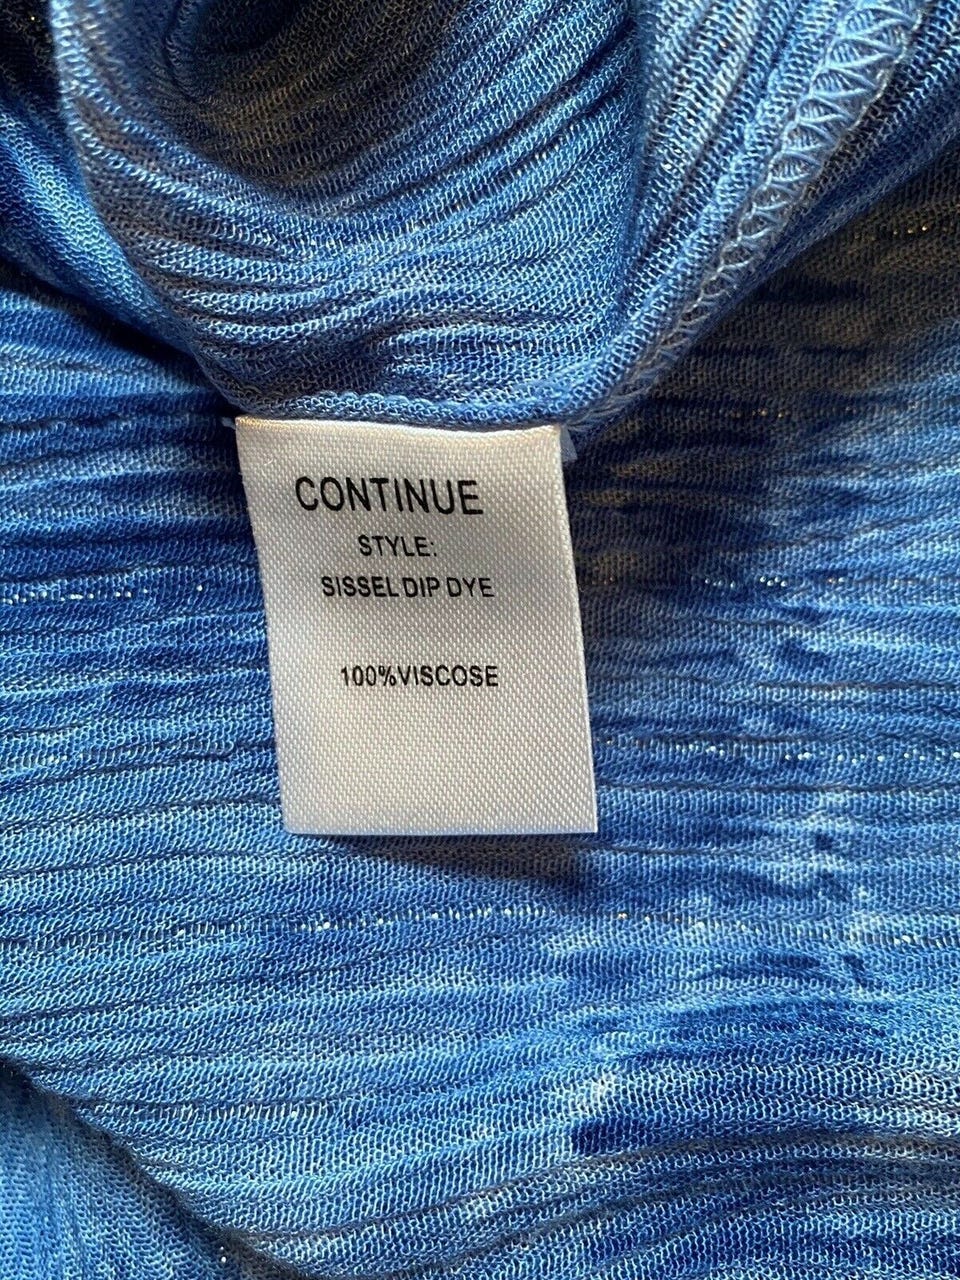 CONTINUE
STYLE:
SISSEL DIP DYE
100%VISCOSE